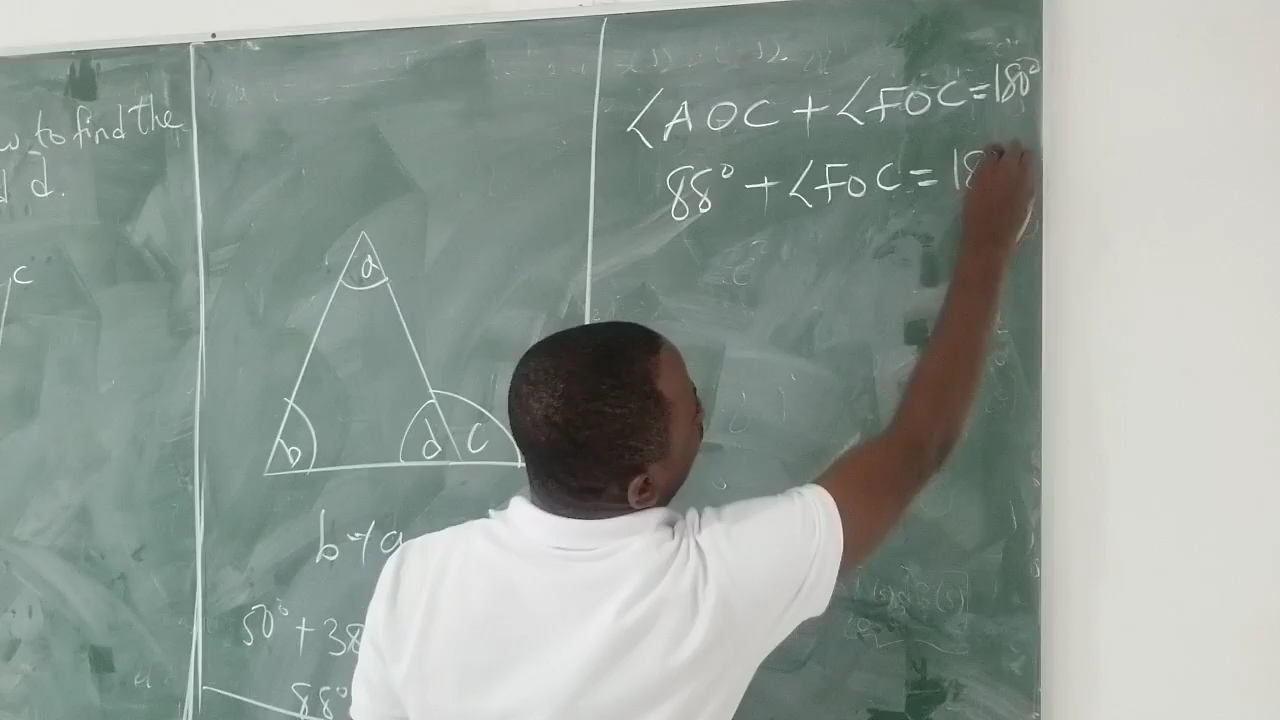 to find the
d.
c
a
b
d
c
b + a
50° + 38
88°
∠AOC + ∠FOC = 180°
88° + ∠FOC = 18